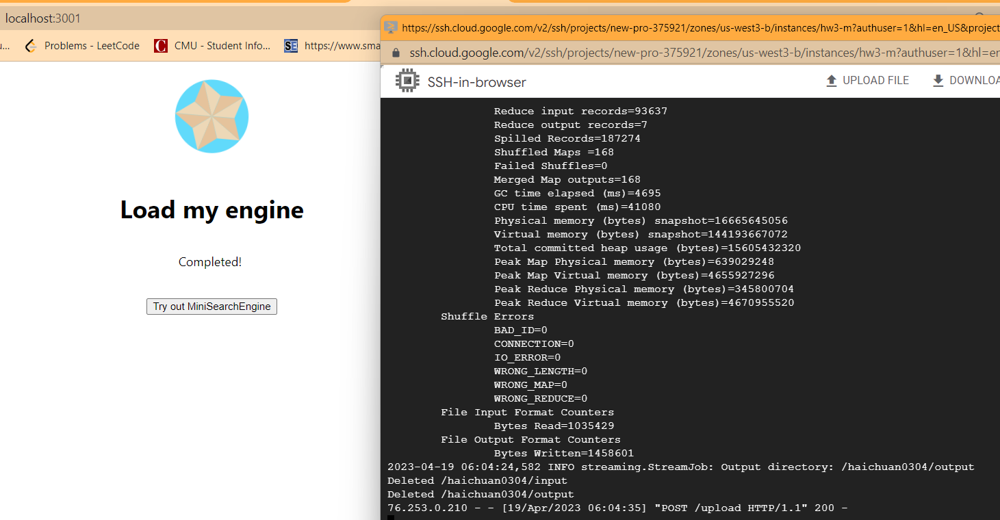 localhost:3001
u...
Problems - LeetCode
CMU - Student Info...
https://www.sma
Load my engine
Completed!
Try out MiniSearchEngine
https://ssh.cloud.google.com/v2/ssh/projects/new-pro-375921/zones/us-west3-b/instances/hw3-m?authuser=1&hl=en_US&project
ssh.cloud.google.com/v2/ssh/projects/new-pro-375921/zones/us-west3-b/instances/hw3-m?authuser=1&hl=en
SSH-in-browser
UPLOAD FILE
DOWNLOA
Reduce input records=93637
Reduce output records=7
Spilled Records=187274
Shuffled Maps =168
Failed Shuffles=0
Merged Map outputs=168
GC time elapsed (ms)=4695
CPU time spent (ms)=41080
Physical memory (bytes) snapshot=16665645056
Virtual memory (bytes) snapshot=144193667072
Total committed heap usage (bytes)=15605432320
Peak Map Physical memory (bytes)=639029248
Peak Map Virtual memory (bytes)=4655927296
Peak Reduce Physical memory (bytes)=345800704
Peak Reduce Virtual memory (bytes)=4670955520
Shuffle Errors
BAD_ID=0
CONNECTION=0
IO_ERROR=0
WRONG_LENGTH=0
WRONG_MAP=0
WRONG_REDUCE=0
File Input Format Counters
Bytes Read=1035429
File Output Format Counters
Bytes Written=1458601
2023-04-19 06:04:24,582 INFO streaming.StreamJob: Output directory: /haichuan0304/output
Deleted /haichuan0304/input
Deleted /haichuan0304/output
76.253.0.210 - - [19/Apr/2023 06:04:35] "POST /upload HTTP/1.1" 200 -